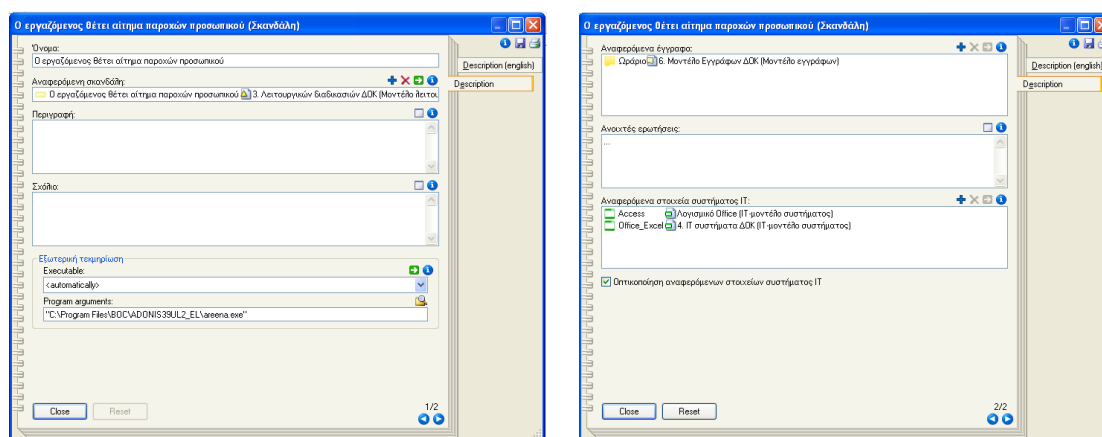 Ο εργαζόμενος θέτει αίτημα παροχών προσωπικού (Σκανδάλη)
Όνομα:
Ο εργαζόμενος θέτει αίτημα παροχών προσωπικού
Αναφερόμενη σκανδάλη:
Ο εργαζόμενος θέτει αίτημα παροχών προσωπικού 3. Λειτουργικών διαδικασιών ΔΟΚ (Μοντέλο λειτου
Περιγραφή:
Σχόλιο:
Εξωτερική τεκμηρίωση
Executable:
<automatically>
Program arguments:
"C:\Program Files\BOC\ADONIS39UL2_EL\areena.exe"
Close
Reset
1/2
Description (english)
Description
Ο εργαζόμενος θέτει αίτημα παροχών προσωπικού (Σκανδάλη)
Αναφερόμενα έγγραφα:
Ωράριο 6. Μοντέλο Εγγράφων ΔΟΚ (Μοντέλο εγγράφων)
Ανοιχτές ερωτήσεις:
...
Αναφερόμενα στοιχεία συστήματος IT:
Access Λογισμικό Office (IT-μοντέλο συστήματος)
Office_Excel 4. IT συστήματα ΔΟΚ (IT-μοντέλο συστήματος)
Οπτικοποίηση αναφερόμενων στοιχείων συστήματος IT
Close
Reset
2/2
Description (english)
Description